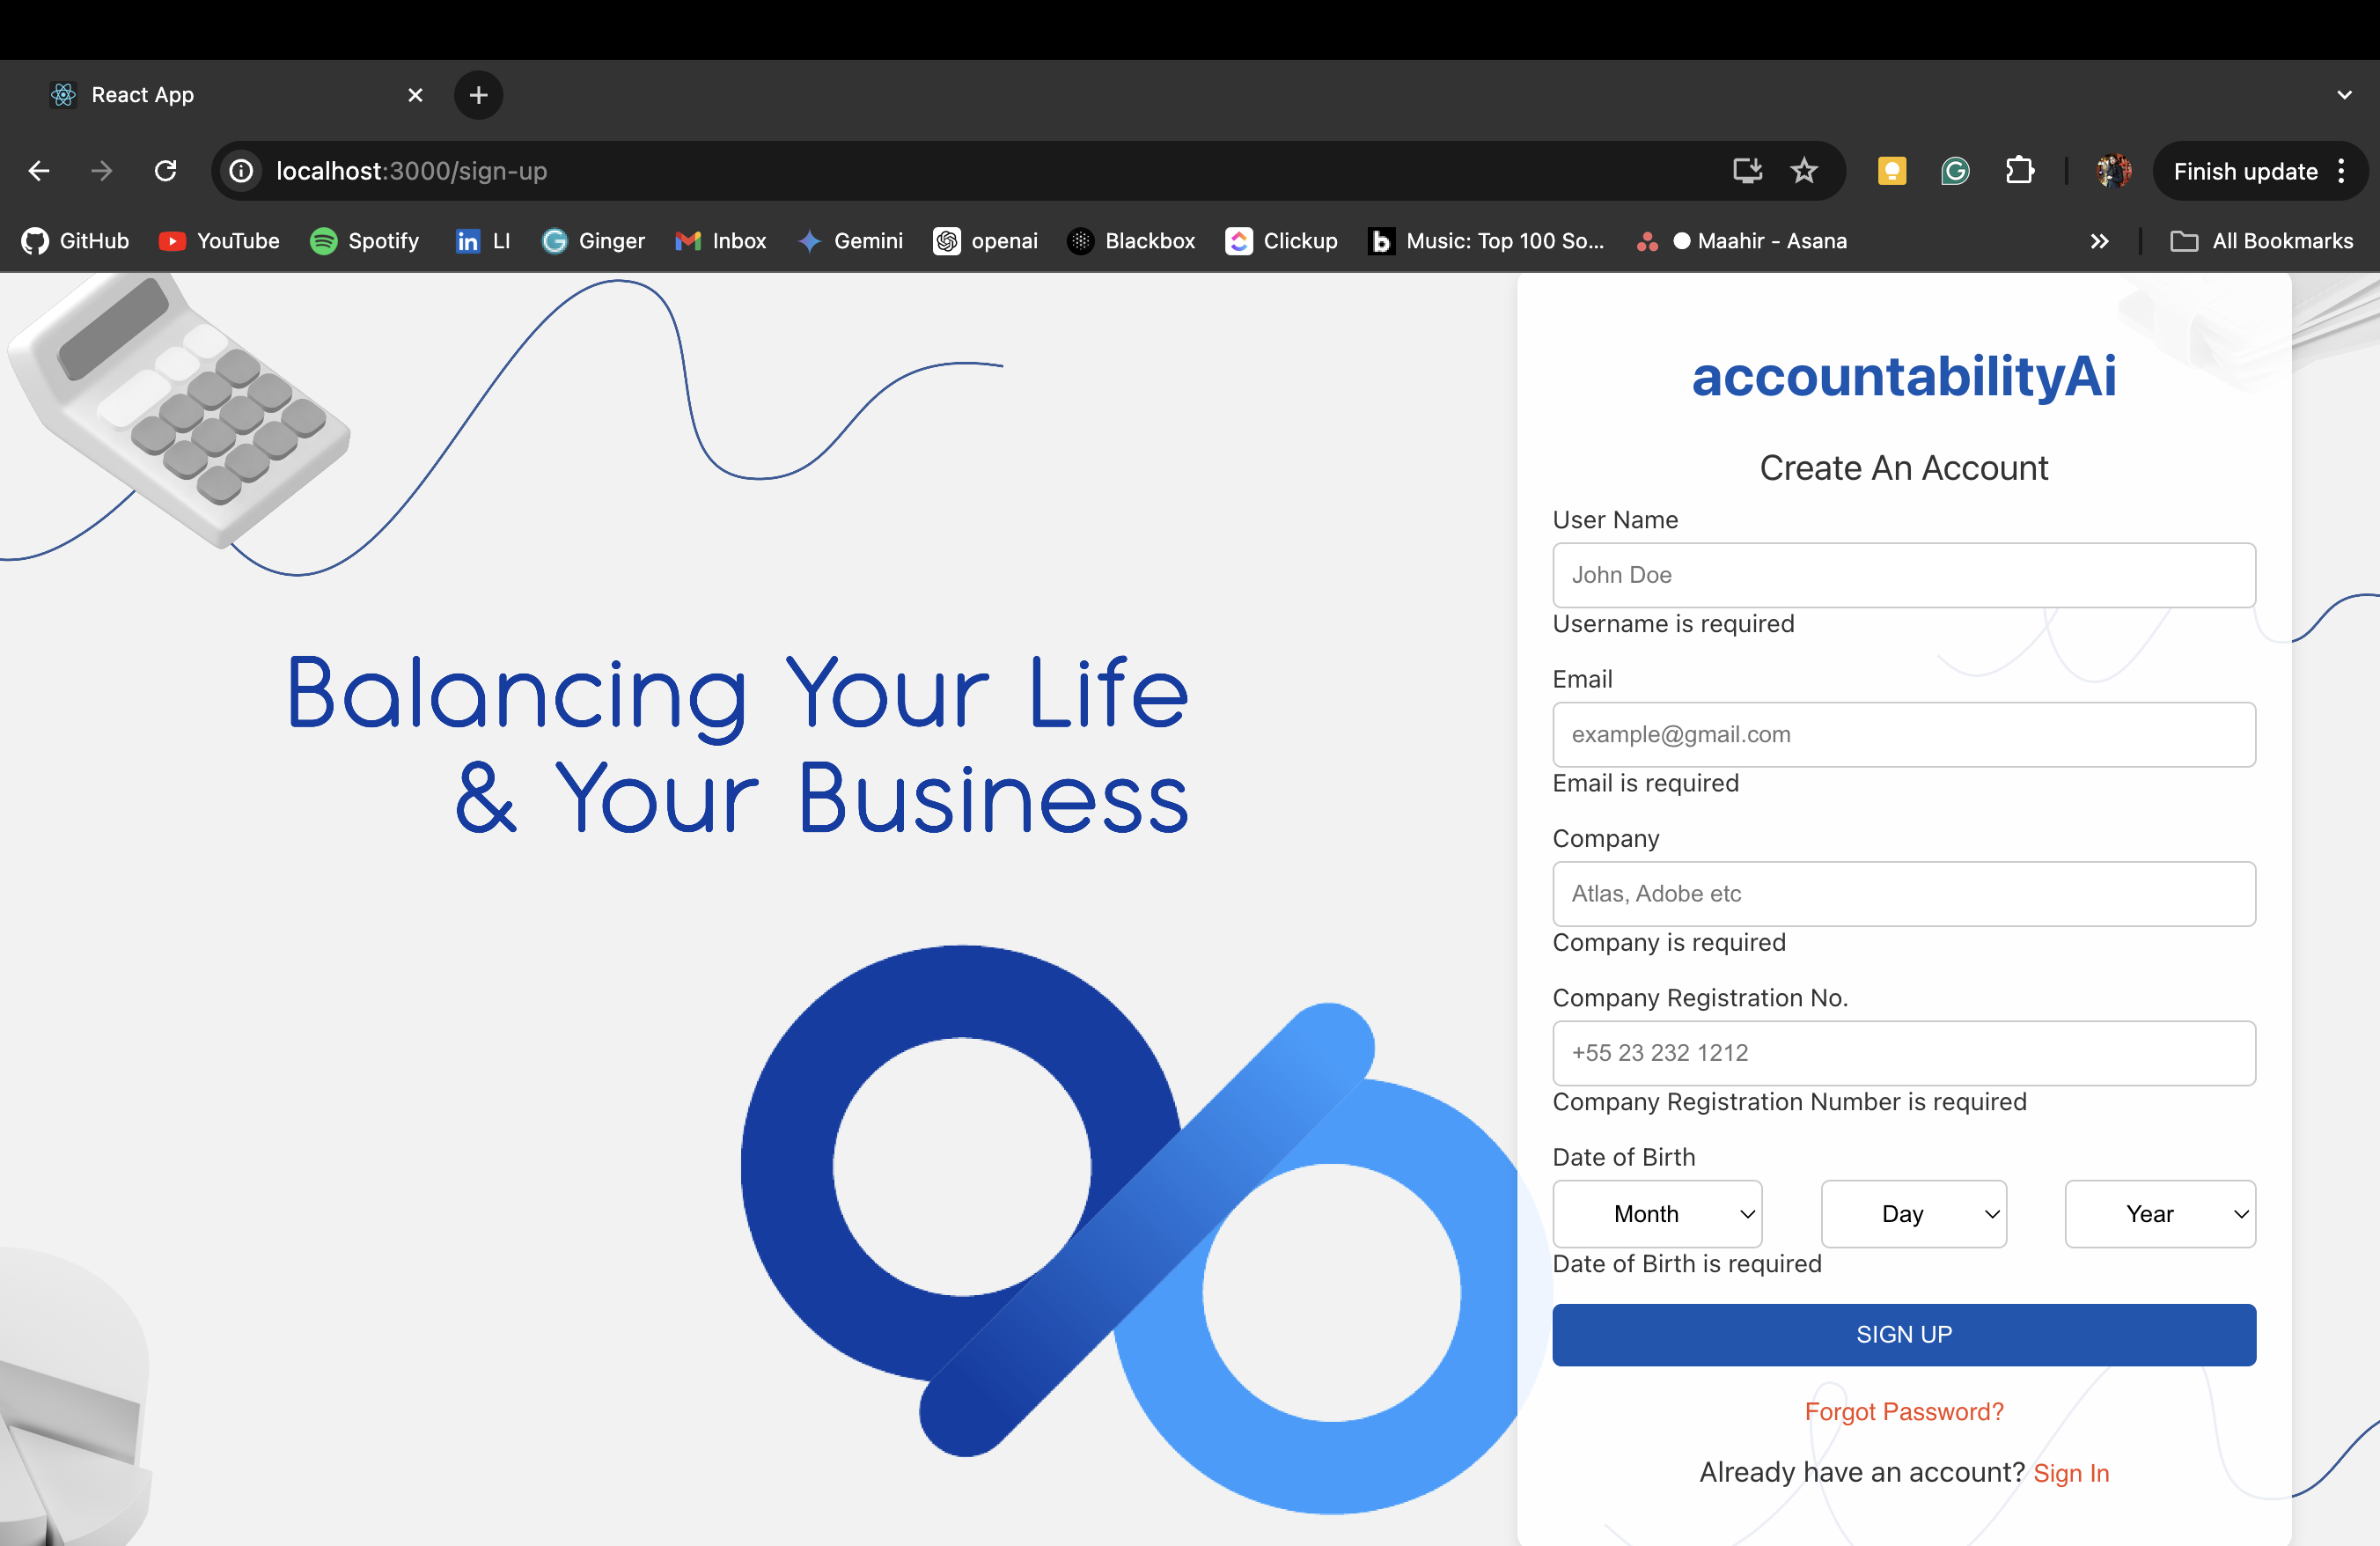 React App
localhost:3000/sign-up
Finish update
GitHub YouTube Spotify LI Ginger Inbox Gemini openai Blackbox Clickup Music: Top 100 So... Maahir - Asana All Bookmarks
Balancing Your Life
& Your Business
accountabilityAi
Create An Account
User Name
John Doe
Username is required
Email
example@gmail.com
Email is required
Company
Atlas, Adobe etc
Company is required
Company Registration No.
+55 23 232 1212
Company Registration Number is required
Date of Birth
Month Day Year
Date of Birth is required
SIGN UP
Forgot Password?
Already have an account? Sign In